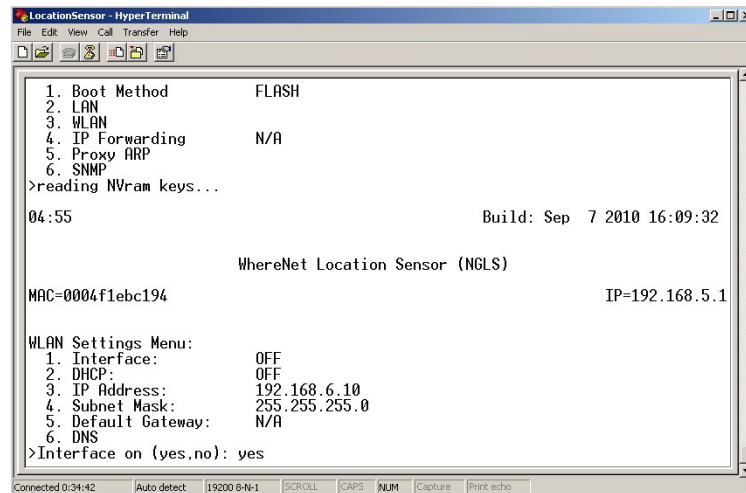 LocationSensor - HyperTerminal
File Edit View Call Transfer Help
1. Boot Method FLASH
2. LAN
3. WLAN
4. IP Forwarding N/A
5. Proxy ARP
6. SNMP
>reading NVram keys...
04:55 Build: Sep 7 2010 16:09:32
WhereNet Location Sensor (NGLS)
MAC=0004f1ebc194 IP=192.168.5.1
WLAN Settings Menu:
1. Interface: OFF
2. DHCP: OFF
3. IP Address: 192.168.6.10
4. Subnet Mask: 255.255.255.0
5. Default Gateway: N/A
6. DNS
>Interface on (yes,no): yes
Connected 0:34:42 Auto detect 19200 8-N-1 SCROLL CAPS NUM Capture Print echo